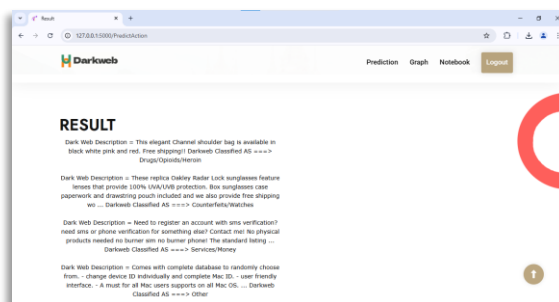 Result
127.0.0.1:5000/PredictAction
Darkweb
Prediction Graph Notebook Logout
RESULT
Dark Web Description = This elegant Channel shoulder bag is available in
black white pink and red. Free shipping!! Darkweb Classified AS ===>
Drugs/Opioids/Heroin
Dark Web Description = These replica Oakley Radar Lock sunglasses feature
lenses that provide 100% UVA/UVB protection. Box sunglasses case
paperwork and drawstring pouch included and we also provide free shipping
wo ... Darkweb Classified AS ===> Counterfeits/Watches
Dark Web Description = Need to register an account with sms verification?
need sms or phone verification for something else? Contact me! No physical
products needed no burner sim no burner phone! The standard listing ...
Darkweb Classified AS ===> Services/Money
Dark Web Description = Comes with complete database to randomly choose
from. - change device ID individually and complete Mac ID. - user friendly
interface. - A must for all Mac users supports on all Mac OS. ... Darkweb
Classified AS ===> Other